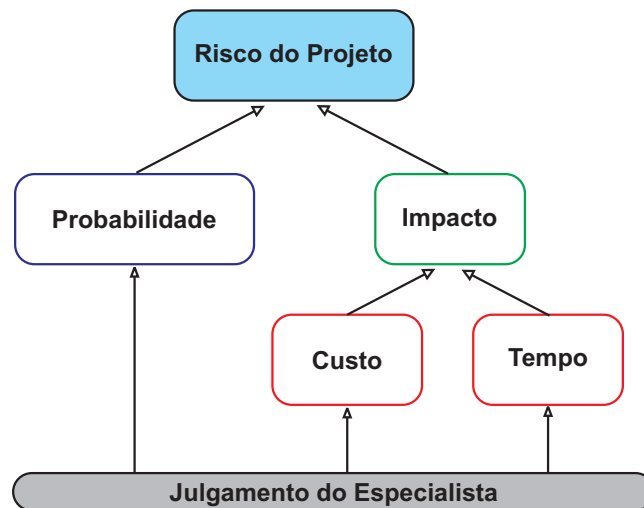 Risco do Projeto
Probabilidade
Impacto
Custo
Tempo
Julgamento do Especialista